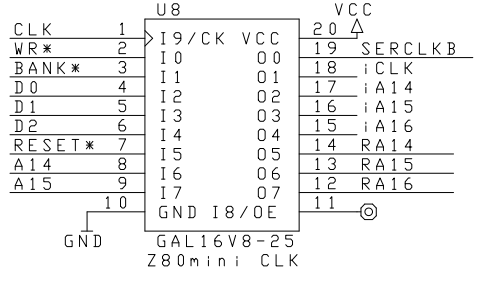 U8 VCC
CLK 1 I9/CK VCC 20
WR* 2 I0 O0 19 SERCLKB
BANK* 3 I1 O1 18 iCLK
D0 4 I2 O2 17 iA14
D1 5 I3 O3 16 iA15
D2 6 I4 O4 15 iA16
RESET* 7 I5 O5 14 RA14
A14 8 I6 O6 13 RA15
A15 9 I7 O7 12 RA16
10 GND I8/OE 11
GND GAL16V8-25
Z80mini CLK